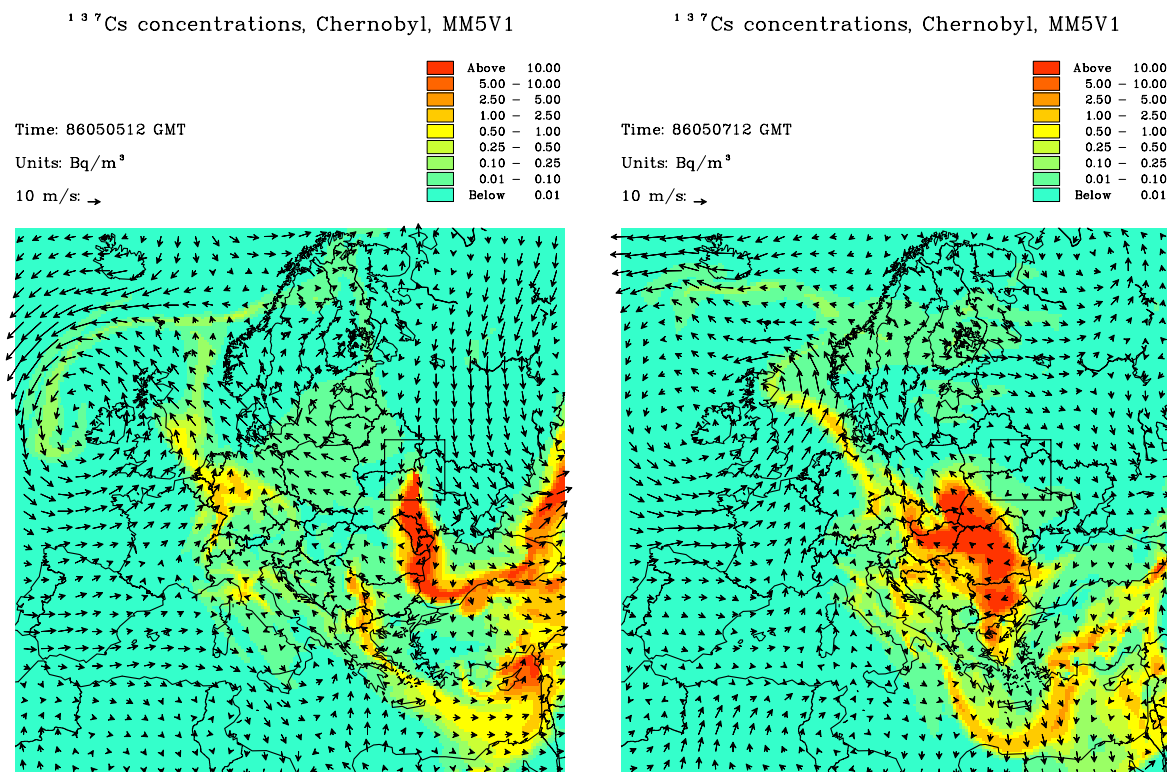 ¹³⁷Cs concentrations, Chernobyl, MM5V1
Above 10.00
5.00 – 10.00
2.50 – 5.00
1.00 – 2.50
0.50 – 1.00
0.25 – 0.50
0.10 – 0.25
0.01 – 0.10
Below 0.01
Time: 86050512 GMT
Units: Bq/m³
10 m/s:
¹³⁷Cs concentrations, Chernobyl, MM5V1
Above 10.00
5.00 – 10.00
2.50 – 5.00
1.00 – 2.50
0.50 – 1.00
0.25 – 0.50
0.10 – 0.25
0.01 – 0.10
Below 0.01
Time: 86050712 GMT
Units: Bq/m³
10 m/s: